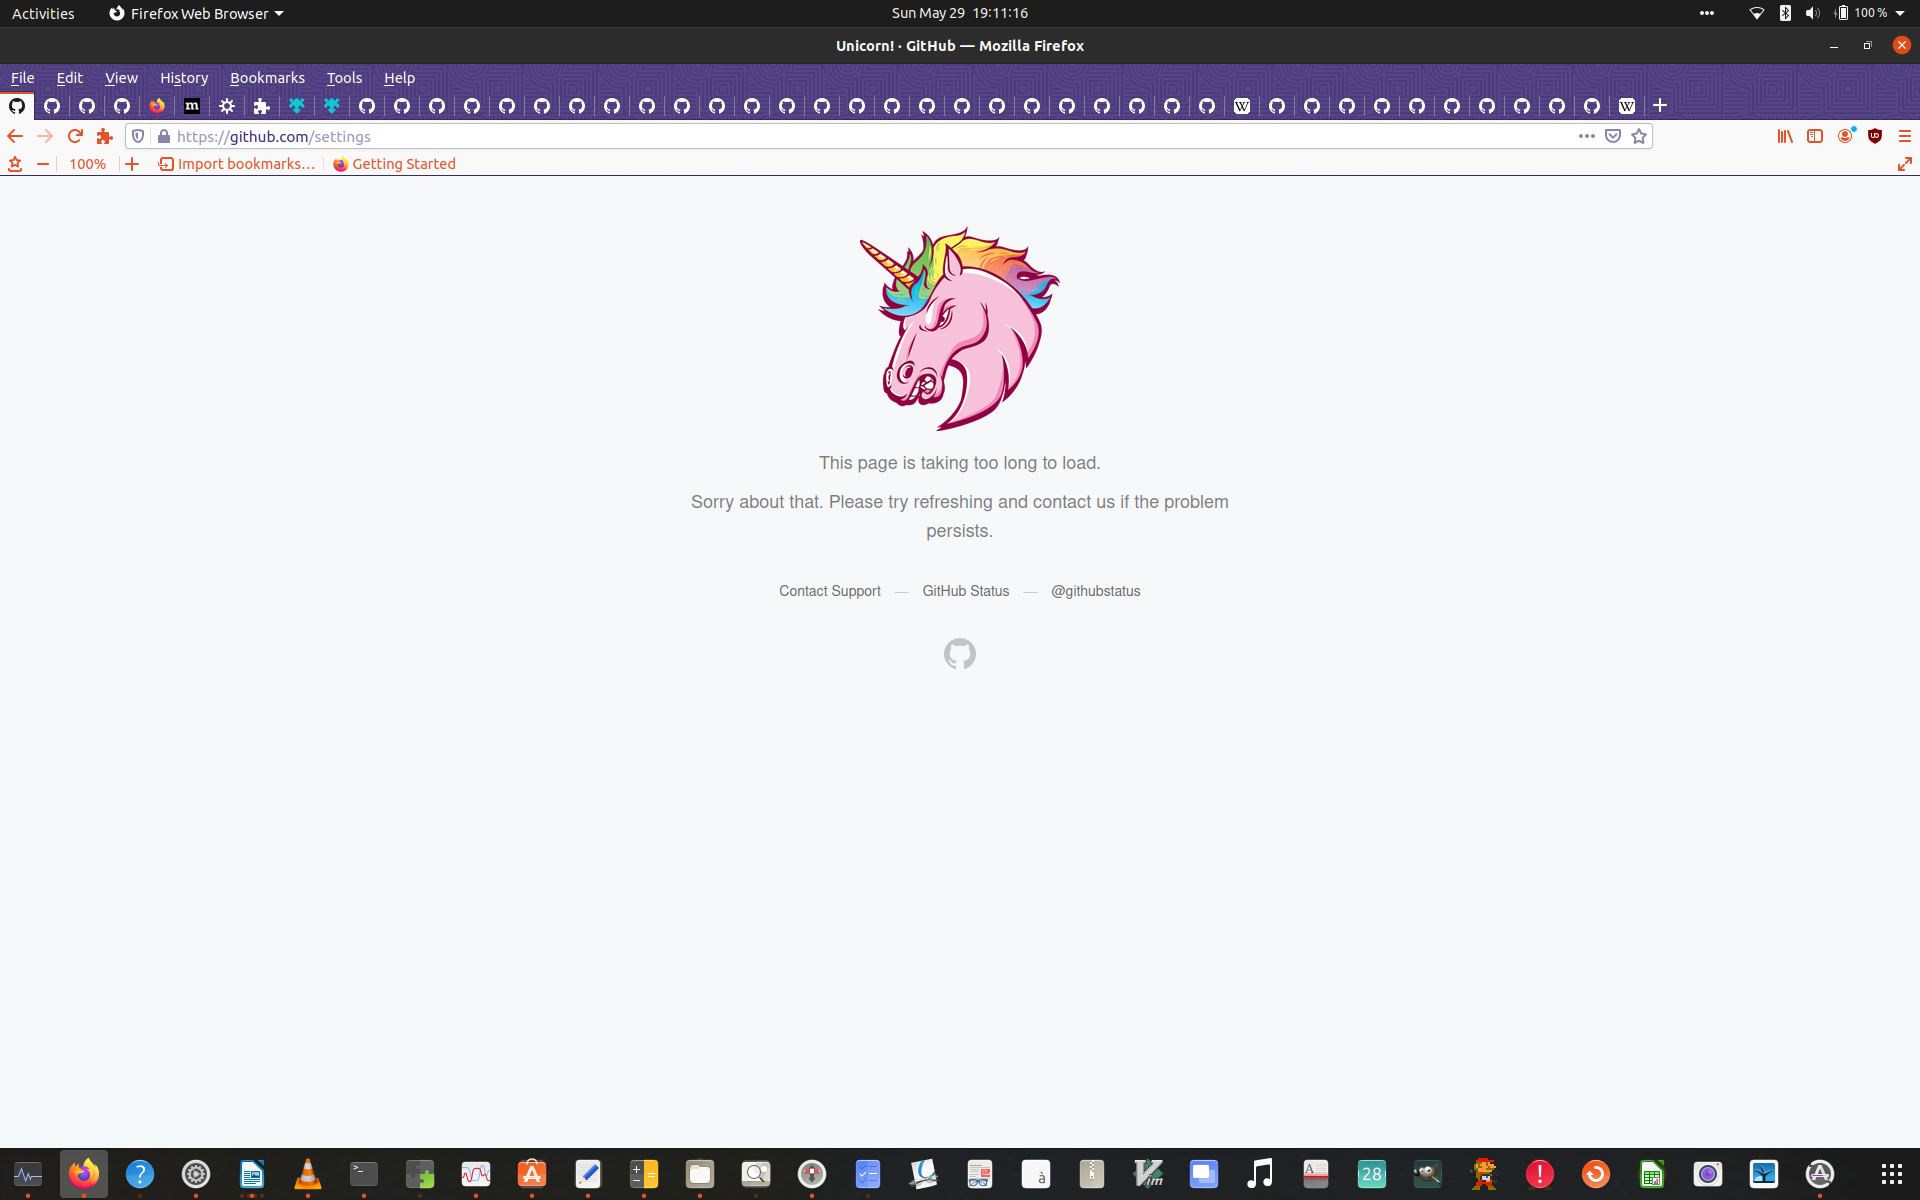 Activities
Firefox Web Browser
Sun May 29 19:11:16
100 %
Unicorn! · GitHub — Mozilla Firefox
File Edit View History Bookmarks Tools Help
m
W
W
https://github.com/settings
100%
Import bookmarks...
Getting Started
This page is taking too long to load.
Sorry about that. Please try refreshing and contact us if the problem
persists.
Contact Support — GitHub Status — @githubstatus
?
>_
A
à
Vim
A
28
!